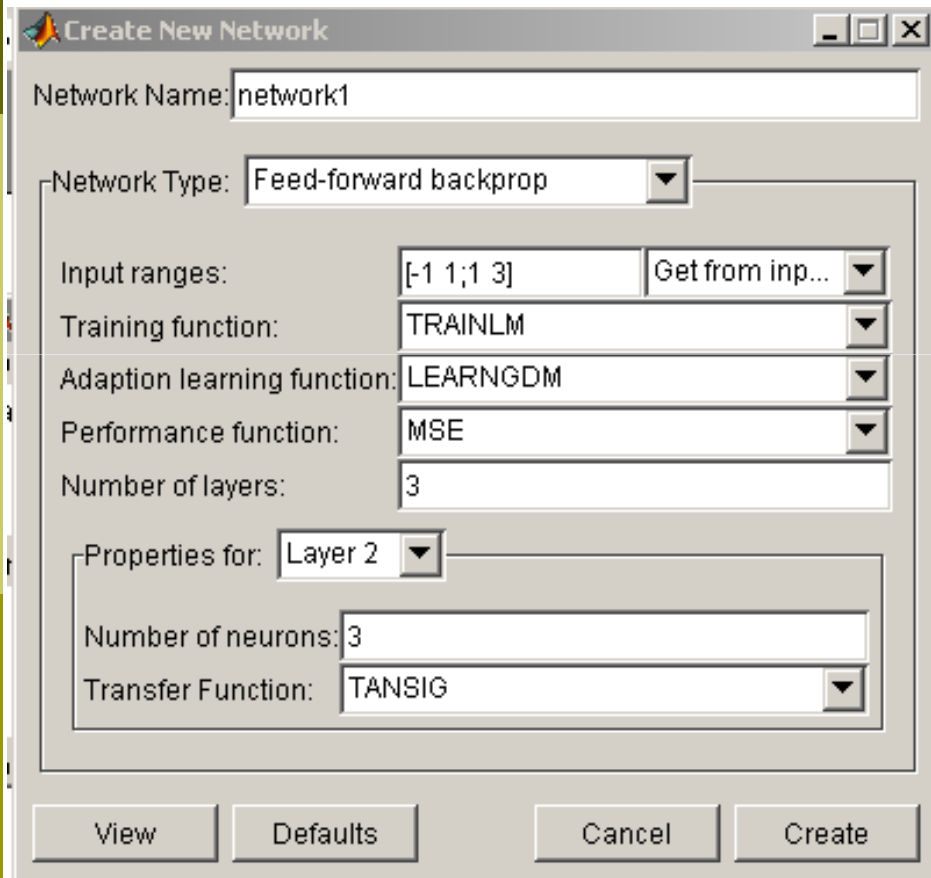 Create New Network
Network Name: network1
Network Type: Feed-forward backprop
Input ranges: [-1 1;1 3] Get from inp...
Training function: TRAINLM
Adaption learning function: LEARNGDM
Performance function: MSE
Number of layers: 3
Properties for: Layer 2
Number of neurons: 3
Transfer Function: TANSIG
View Defaults Cancel Create